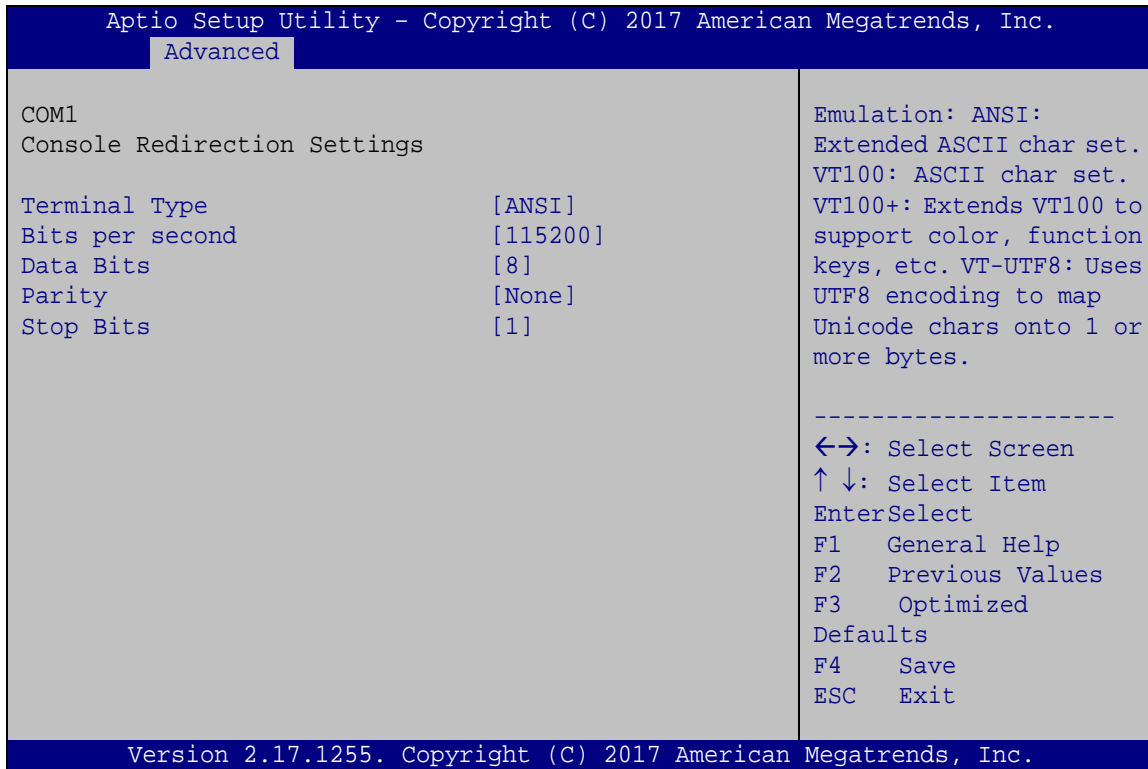 Aptio Setup Utility – Copyright (C) 2017 American Megatrends, Inc.
Advanced
COM1
Console Redirection Settings
Terminal Type [ANSI]
Bits per second [115200]
Data Bits [8]
Parity [None]
Stop Bits [1]
Emulation: ANSI:
Extended ASCII char set.
VT100: ASCII char set.
VT100+: Extends VT100 to
support color, function
keys, etc. VT-UTF8: Uses
UTF8 encoding to map
Unicode chars onto 1 or
more bytes.
---------------------
←→: Select Screen
↑ ↓: Select Item
EnterSelect
F1 General Help
F2 Previous Values
F3 Optimized
Defaults
F4 Save
ESC Exit
Version 2.17.1255. Copyright (C) 2017 American Megatrends, Inc.